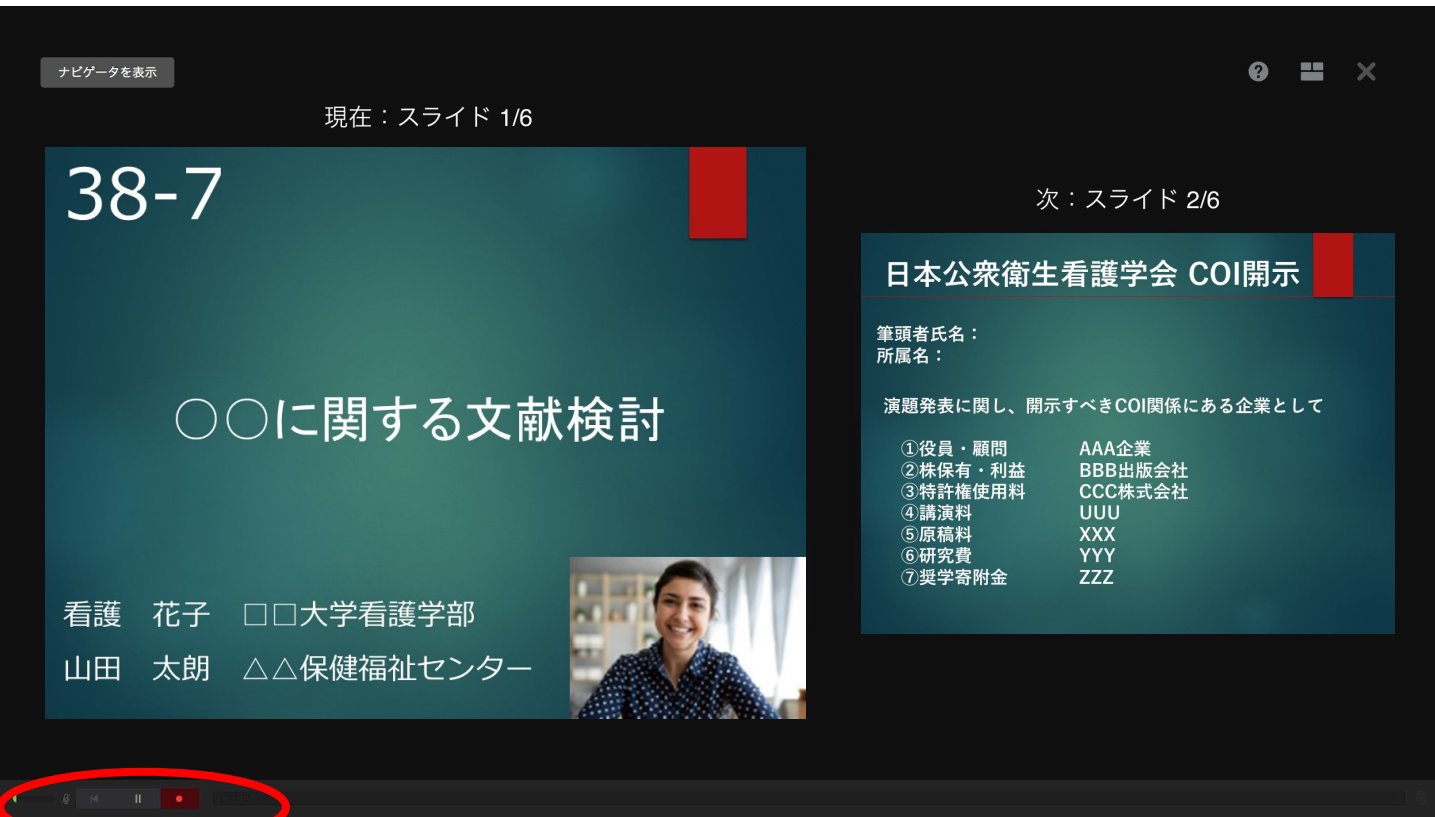 ナビゲータを表示
現在：スライド 1/6
38-7
○○に関する文献検討
看護　花子　□□大学看護学部
山田　太朗　△△保健福祉センター
次：スライド 2/6
日本公衆衛生看護学会 COI開示
筆頭者氏名：
所属名：
演題発表に関し、開示すべきCOI関係にある企業として
①役員・顧問　AAA企業
②株保有・利益　BBB出版会社
③特許権使用料　CCC株式会社
④講演料　UUU
⑤原稿料　XXX
⑥研究費　YYY
⑦奨学寄附金　ZZZ